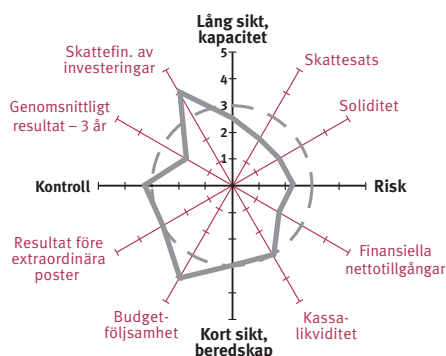 Lång sikt,
kapacitet
Skattefin. av
investeringar
Skattesats
Genomsnittligt
resultat – 3 år
Soliditet
5
4
3
2
1
Kontroll
Risk
Resultat före
extraordinära
poster
Finansiella
nettotillgångar
Budget-
följsamhet
Kassa-
likviditet
Kort sikt,
beredskap